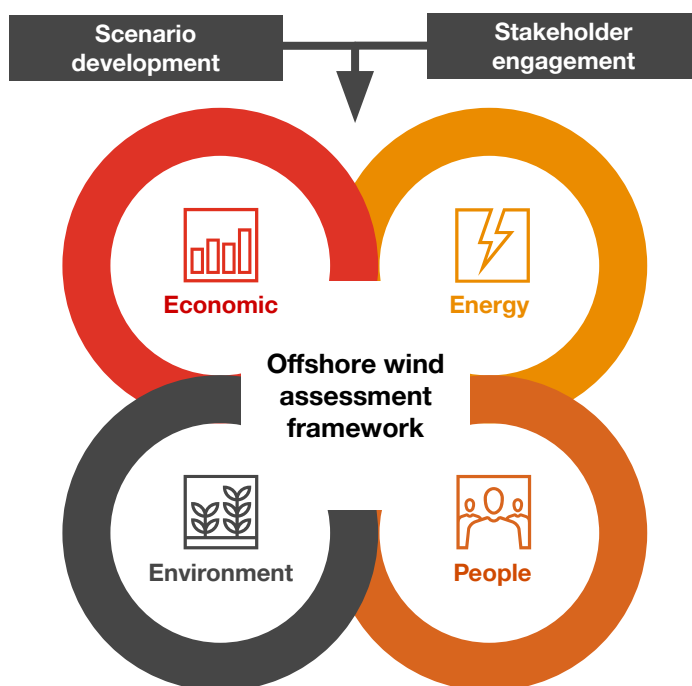 Scenario
development
Stakeholder
engagement
Economic
Energy
Offshore wind
assessment
framework
Environment
People